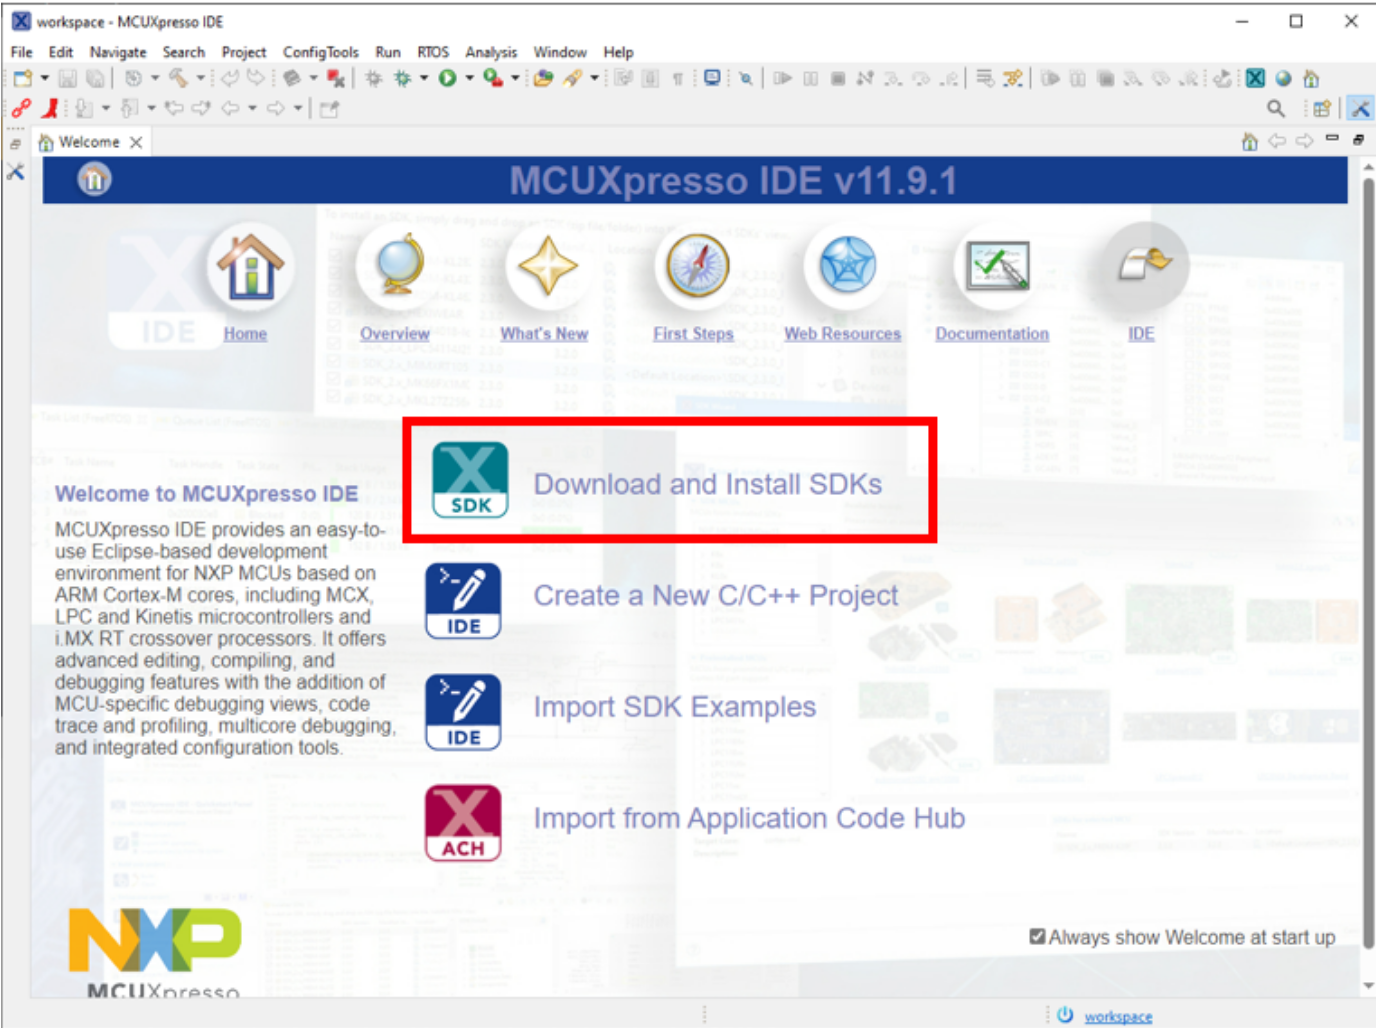 workspace - MCUXpresso IDE
File Edit Navigate Search Project ConfigTools Run RTOS Analysis Window Help
Welcome
MCUXpresso IDE v11.9.1
IDE
Home Overview What's New First Steps Web Resources Documentation IDE
SDK
Download and Install SDKs
Welcome to MCUXpresso IDE
MCUXpresso IDE provides an easy-to-
use Eclipse-based development
environment for NXP MCUs based on
ARM Cortex-M cores, including MCX,
LPC and Kinetis microcontrollers and
i.MX RT crossover processors. It offers
advanced editing, compiling, and
debugging features with the addition of
MCU-specific debugging views, code
trace and profiling, multicore debugging,
and integrated configuration tools.
IDE
Create a New C/C++ Project
IDE
Import SDK Examples
ACH
Import from Application Code Hub
NXP
MCUXpresso
Always show Welcome at start up
workspace